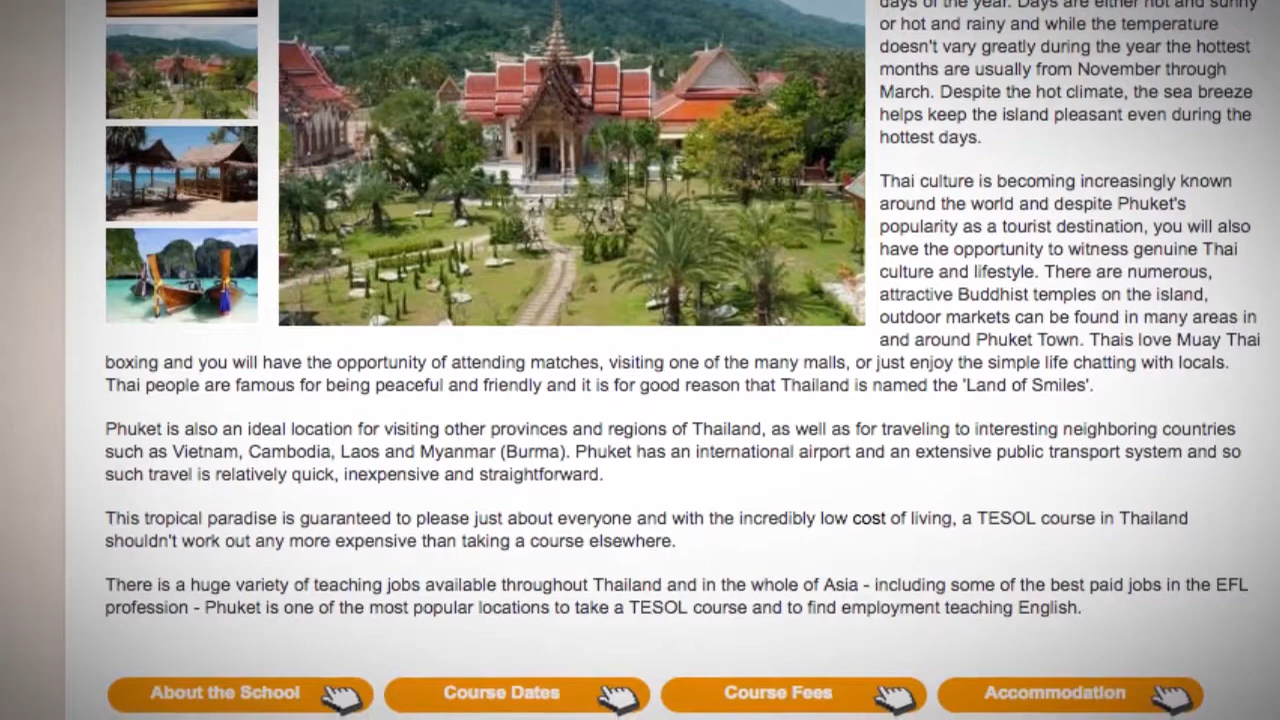 days of the year. Days are either hot and sunny
or hot and rainy and while the temperature
doesn't vary greatly during the year the hottest
months are usually from November through
March. Despite the hot climate, the sea breeze
helps keep the island pleasant even during the
hottest days.
Thai culture is becoming increasingly known
around the world and despite Phuket's
popularity as a tourist destination, you will also
have the opportunity to witness genuine Thai
culture and lifestyle. There are numerous,
attractive Buddhist temples on the island,
outdoor markets can be found in many areas in
and around Phuket Town. Thais love Muay Thai
boxing and you will have the opportunity of attending matches, visiting one of the many malls, or just enjoy the simple life chatting with locals.
Thai people are famous for being peaceful and friendly and it is for good reason that Thailand is named the 'Land of Smiles'.
Phuket is also an ideal location for visiting other provinces and regions of Thailand, as well as for traveling to interesting neighboring countries
such as Vietnam, Cambodia, Laos and Myanmar (Burma). Phuket has an international airport and an extensive public transport system and so
such travel is relatively quick, inexpensive and straightforward.
This tropical paradise is guaranteed to please just about everyone and with the incredibly low cost of living, a TESOL course in Thailand
shouldn't work out any more expensive than taking a course elsewhere.
There is a huge variety of teaching jobs available throughout Thailand and in the whole of Asia - including some of the best paid jobs in the EFL
profession - Phuket is one of the most popular locations to take a TESOL course and to find employment teaching English.
About the School Course Dates Course Fees Accommodation